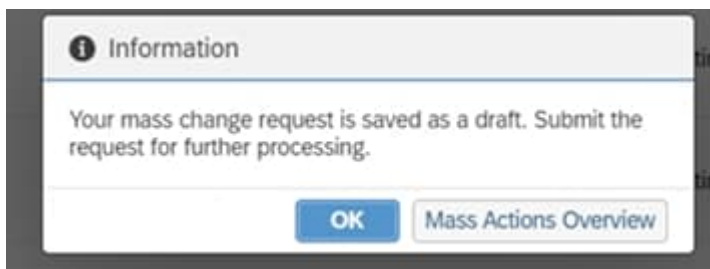 Information
Your mass change request is saved as a draft. Submit the
request for further processing.
OK
Mass Actions Overview